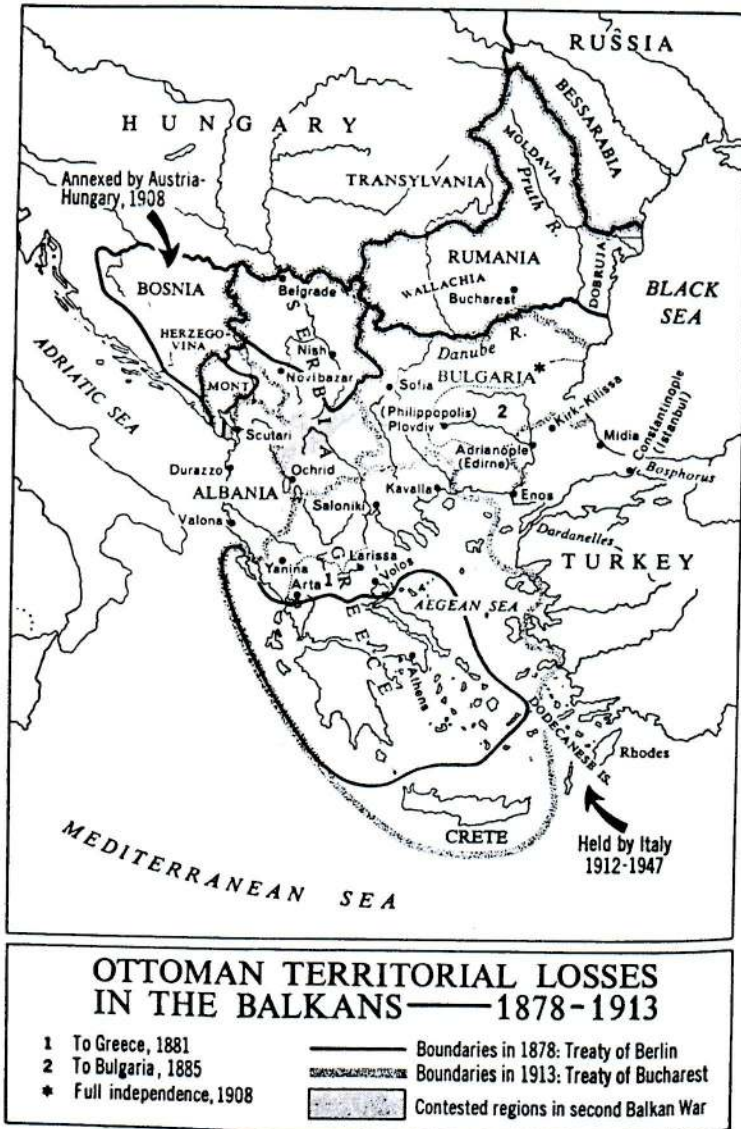 RUSSIA
BESSARABIA
HUNGARY
MOLDAVIA
Annexed by Austria-
Hungary, 1908
TRANSYLVANIA
Pruth R.
RUMANIA
BOSNIA
WALLACHIA
Bucharest
DOBRUJA
BLACK
SEA
Belgrade
HERZEGO-
VINA
SERBIA
Danube R.
ADRIATIC SEA
Nish
BULGARIA*
MONT.
Novibazar
Sofia
(Philippopolis)
Plovdiv
2
Kirk-Kilissa
Constantinople
(Istanbul)
Scutari
Midia
Adrianople
(Edirne)
Bosphorus
Durazzo
Ochrid
ALBANIA
Kavalla
Enos
Saloniki
Valona
Dardanelles
Yanina
1
Larissa
Volos
TURKEY
Arta
GREECE
AEGEAN SEA
Athens
DODECANESE IS.
Rhodes
CRETE
Held by Italy
1912-1947
MEDITERRANEAN SEA
OTTOMAN TERRITORIAL LOSSES
IN THE BALKANS—1878-1913
1 To Greece, 1881
2 To Bulgaria, 1885
* Full independence, 1908
Boundaries in 1878: Treaty of Berlin
Boundaries in 1913: Treaty of Bucharest
Contested regions in second Balkan War